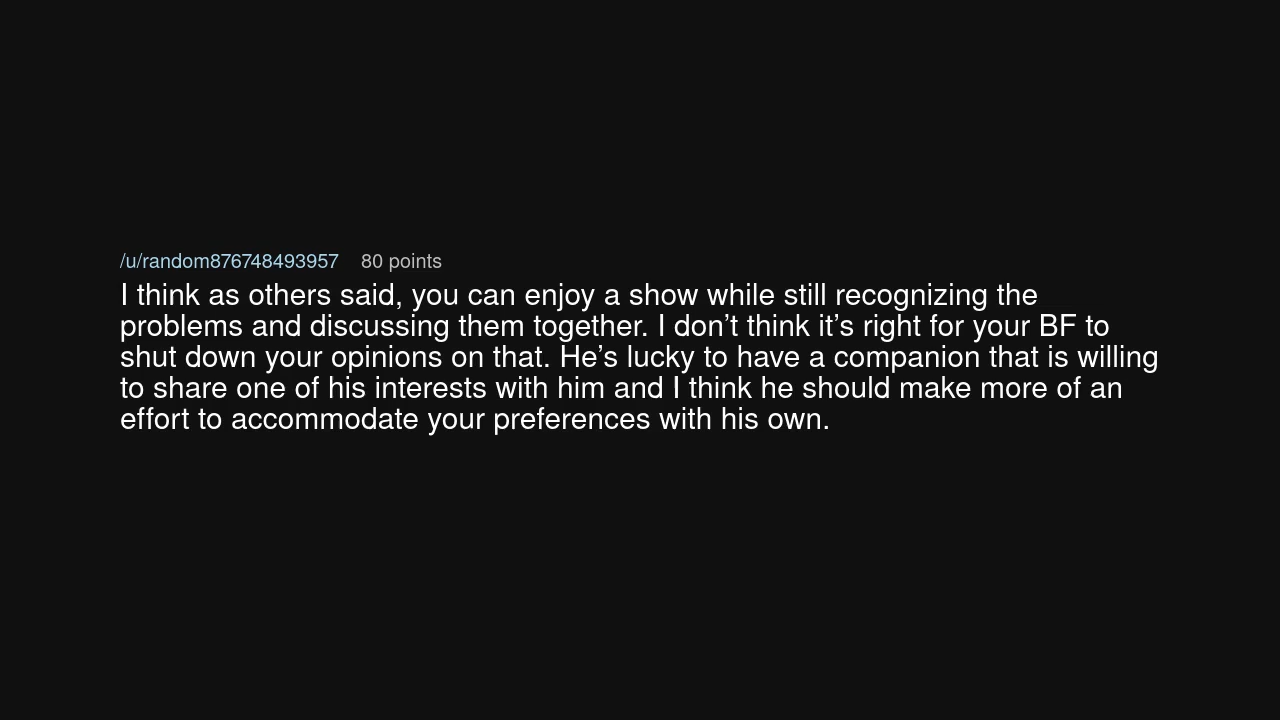 /u/random876748493957 80 points
I think as others said, you can enjoy a show while still recognizing the
problems and discussing them together. I don’t think it’s right for your BF to
shut down your opinions on that. He’s lucky to have a companion that is willing
to share one of his interests with him and I think he should make more of an
effort to accommodate your preferences with his own.